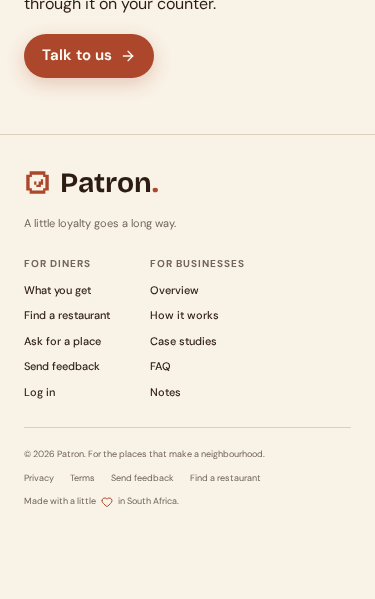 through it on your counter.
Talk to us →
Patron.
A little loyalty goes a long way.
FOR DINERS
What you get
Find a restaurant
Ask for a place
Send feedback
Log in
FOR BUSINESSES
Overview
How it works
Case studies
FAQ
Notes
© 2026 Patron. For the places that make a neighbourhood.
Privacy Terms Send feedback Find a restaurant
Made with a little ♡ in South Africa.